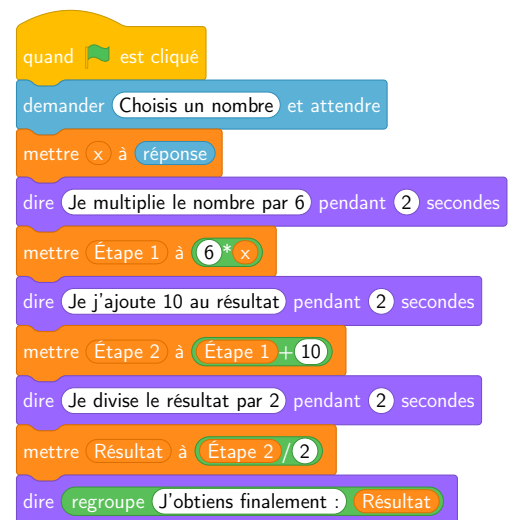 quand est cliqué
demander Choisis un nombre et attendre
mettre x à réponse
dire Je multiplie le nombre par 6 pendant 2 secondes
mettre Étape 1 à 6*x
dire Je j'ajoute 10 au résultat pendant 2 secondes
mettre Étape 2 à Étape 1+10
dire Je divise le résultat par 2 pendant 2 secondes
mettre Résultat à Étape 2/2
dire regroupe J'obtiens finalement : Résultat